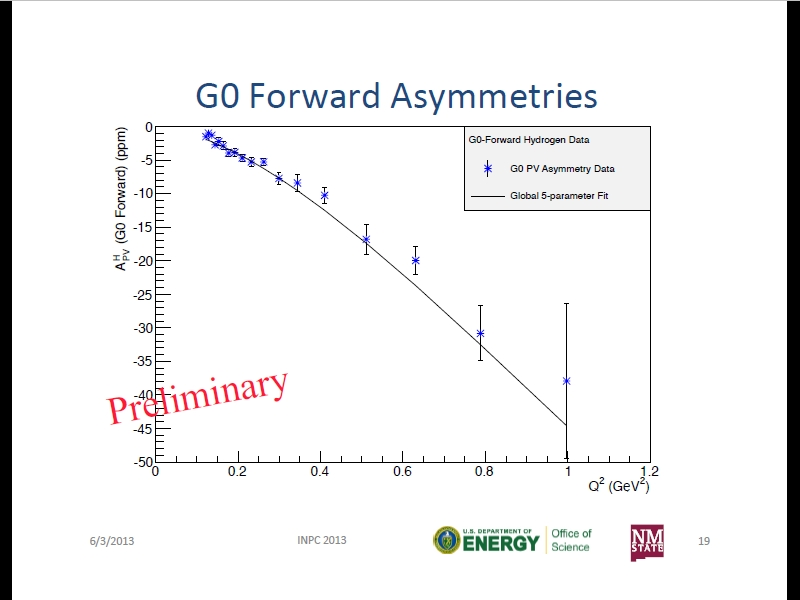 G0 Forward Asymmetries
G0-Forward Hydrogen Data
G0 PV Asymmetry Data
Global 5-parameter Fit
A^H_PV (G0 Forward) (ppm)
0
-5
-10
-15
-20
-25
-30
-35
-40
-45
-50
Preliminary
0 0.2 0.4 0.6 0.8 1 1.2
Q² (GeV²)
6/3/2013
INPC 2013
U.S. DEPARTMENT OF
ENERGY
Office of
Science
NM
STATE
19